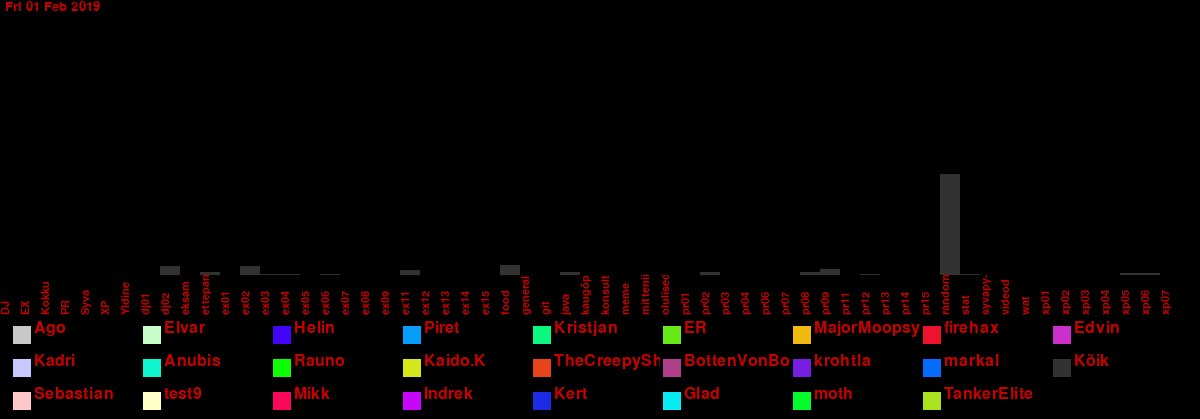 Fri 01 Feb 2019
DJ EX Kokku PR Syva XP Yldine dj01 dj02 eksam ettepan ex01 ex02 ex03 ex04 ex05 ex06 ex07 ex08 ex09 ex11 ex12 ex13 ex14 ex15 food general git java kaugõp konsult meme mitteni olulised pr01 pr02 pr03 pr04 pr06 pr07 pr08 pr09 pr11 pr12 pr13 pr14 pr15 random stat syvapy- videod wat xp01 xp02 xp03 xp04 xp05 xp06 xp07
Ago Elvar Helin Piret Kristjan ER MajorMoopsy firehax Edvin
Kadri Anubis Rauno Kaido.K TheCreepySh BottenVonBo krohtla markal Kõik
Sebastian test9 Mikk Indrek Kert Glad moth TankerElite